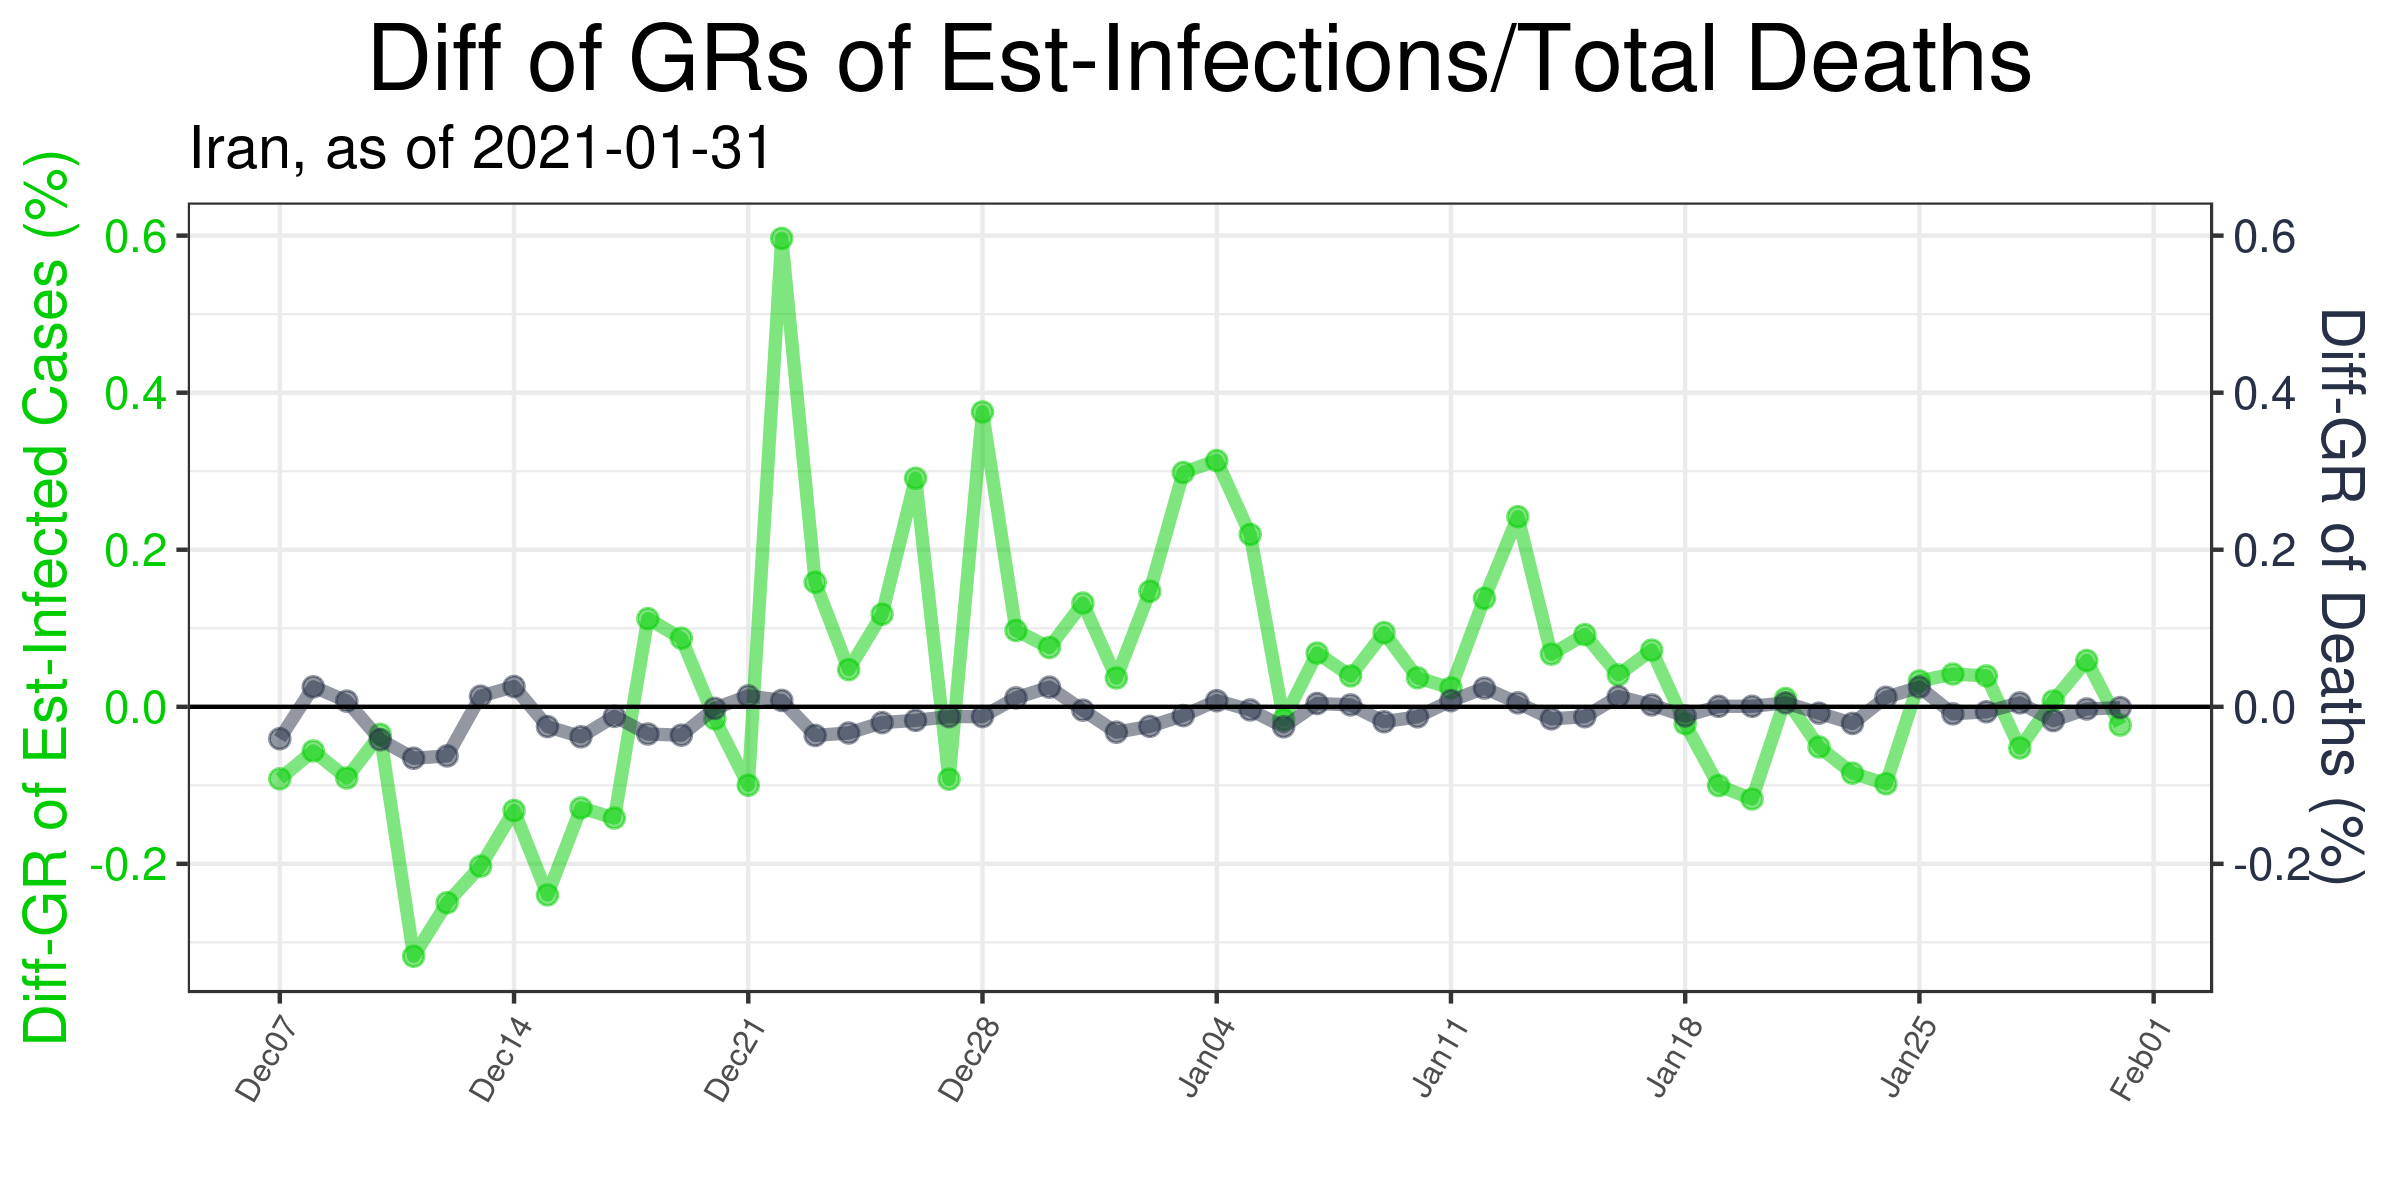 Diff of GRs of Est-Infections/Total Deaths
Iran, as of 2021-01-31
Diff-GR of Est-Infected Cases (%)
0.6
0.4
0.2
0.0
-0.2
0.6
0.4
0.2
0.0
-0.2
Diff-GR of Deaths (%)
Dec07
Dec14
Dec21
Dec28
Jan04
Jan11
Jan18
Jan25
Feb01